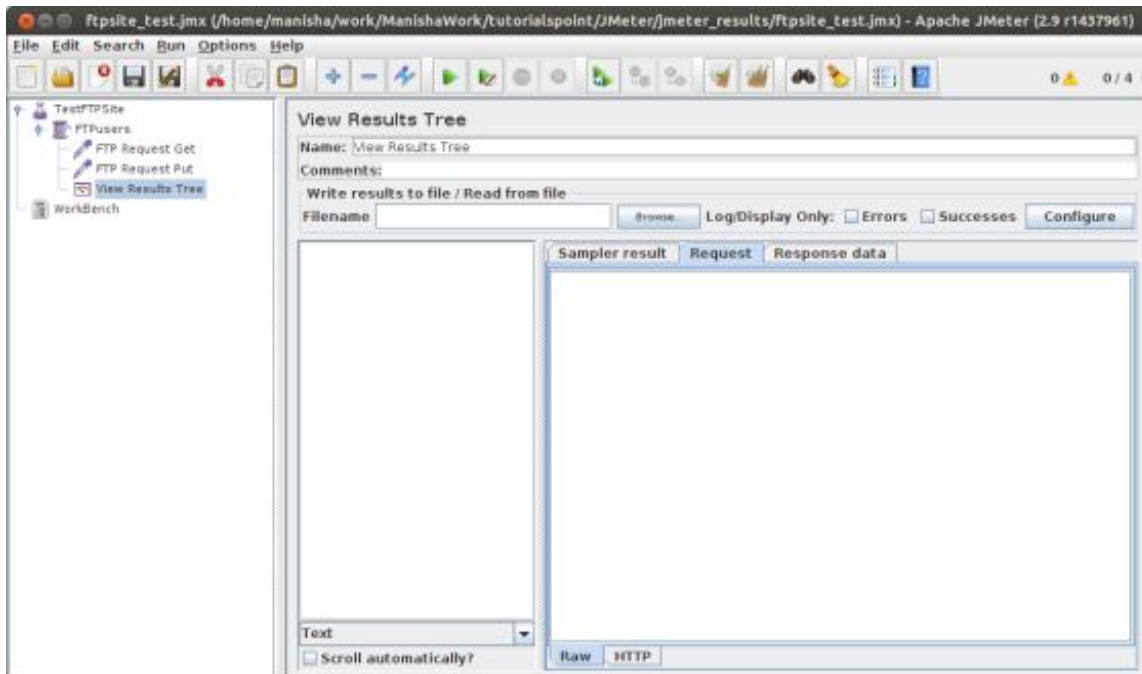 ftpsite_test.jmx (/home/manisha/work/ManishaWork/tutorialspoint/JMeter/jmeter_results/ftpsite_test.jmx) - Apache JMeter (2.9 r1437961)
File Edit Search Run Options Help
0 0 / 4
TestFTPSite
FTPusers
FTP Request Get
FTP Request Put
View Results Tree
WorkBench
View Results Tree
Name: View Results Tree
Comments:
Write results to file / Read from file
Filename Browse... Log/Display Only: Errors Successes Configure
Sampler result Request Response data
Text
Scroll automatically?
Raw HTTP